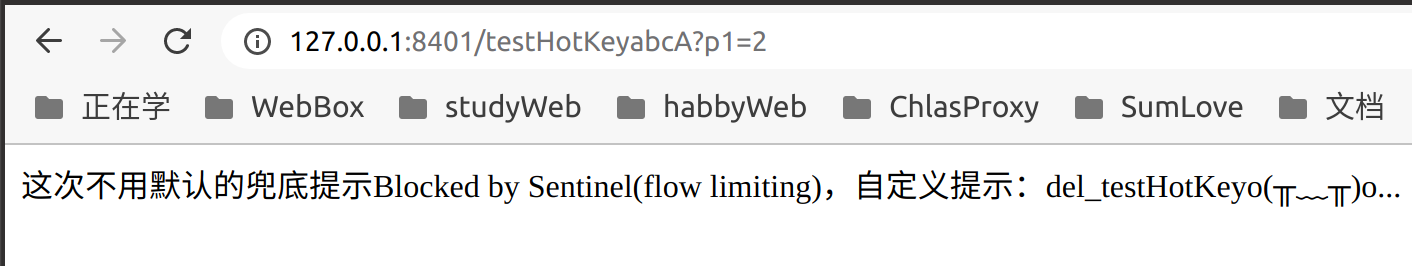 127.0.0.1:8401/testHotKeyabcA?p1=2
正在学 WebBox studyWeb habbyWeb ChlasProxy SumLove 文档
这次不用默认的兜底提示Blocked by Sentinel(flow limiting)，自定义提示：del_testHotKeyo(╥﹏╥)o...